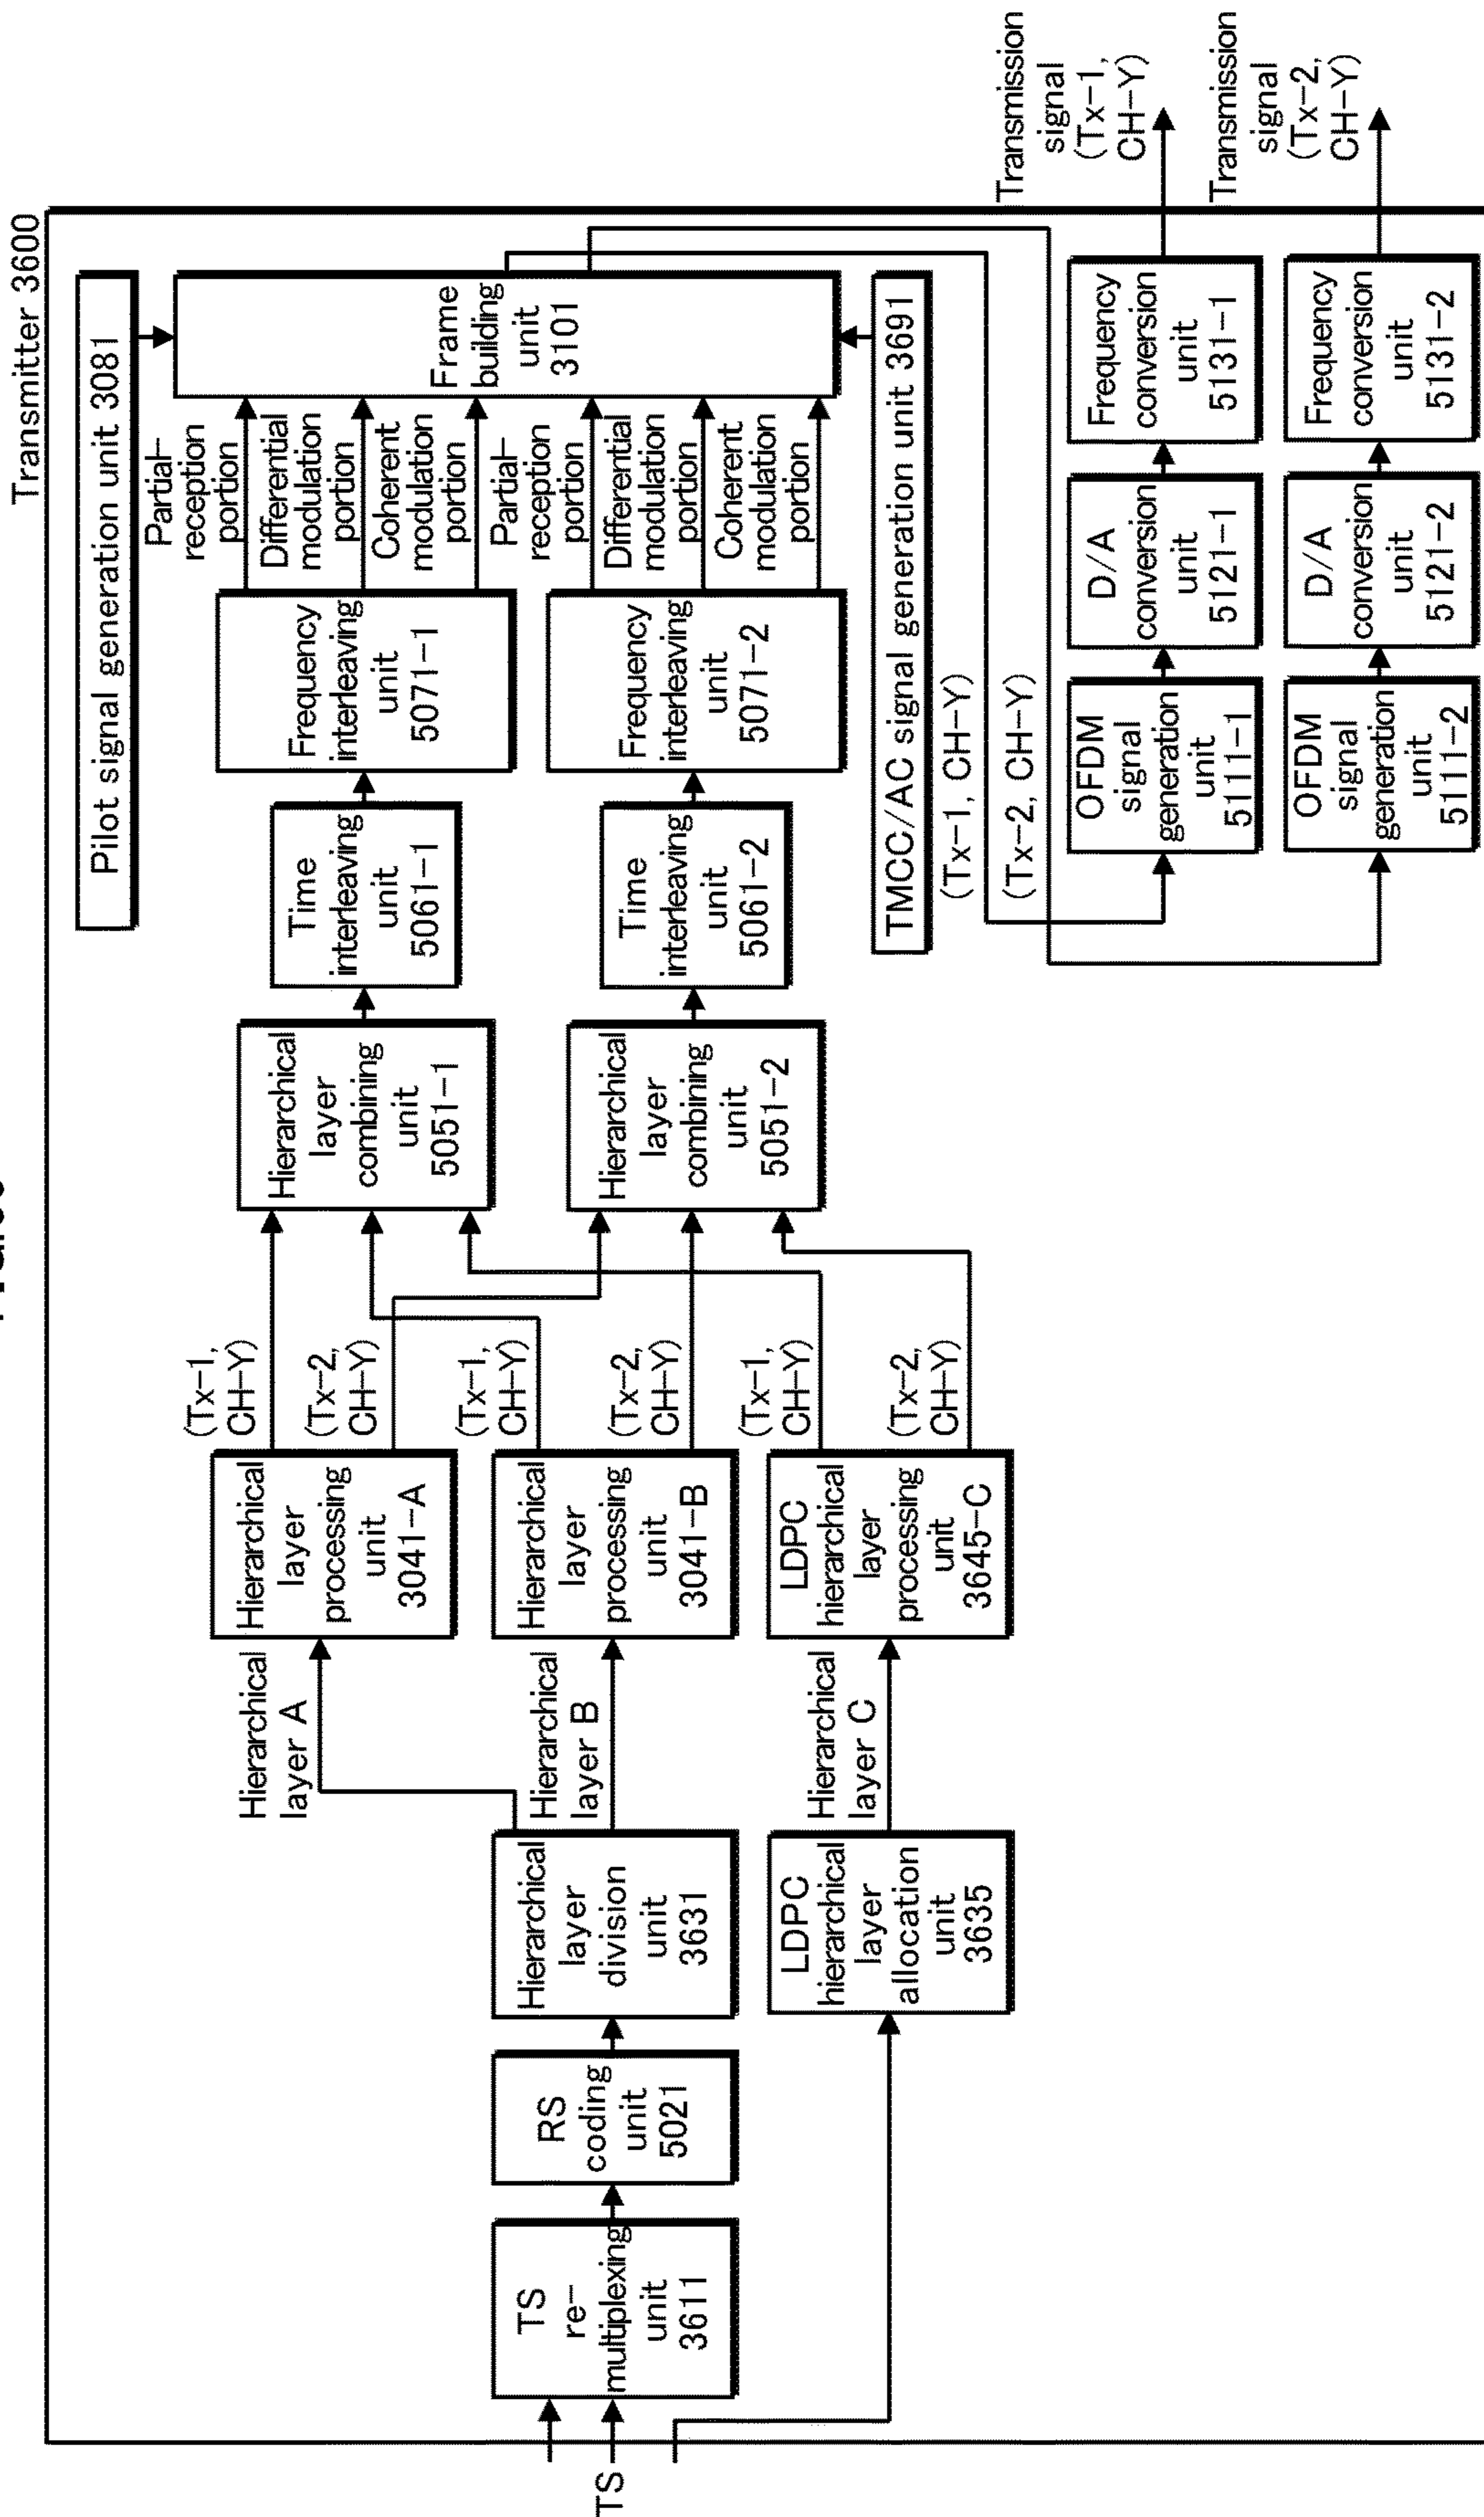 Transmitter 3600
TS
TS
re-
multiplexing
unit
3611
RS
coding
unit
5021
Hierarchical
layer
division
unit
3631
LDPC
hierarchical
layer
allocation
unit
3635
Hierarchical
layer A
Hierarchical
layer B
Hierarchical
layer C
Hierarchical
layer
processing
unit
3041-A
Hierarchical
layer
processing
unit
3041-B
LDPC
hierarchical
layer
processing
unit
3645-C
(Tx-1,
CH-Y)
(Tx-2,
CH-Y)
(Tx-1,
CH-Y)
(Tx-2,
CH-Y)
(Tx-1,
CH-Y)
(Tx-2,
CH-Y)
Hierarchical
layer
combining
unit
5051-1
Hierarchical
layer
combining
unit
5051-2
Time
interleaving
unit
5061-1
Time
interleaving
unit
5061-2
Frequency
interleaving
unit
5071-1
Frequency
interleaving
unit
5071-2
Pilot signal generation unit 3081
Partial-
reception
portion
Differential
modulation
portion
Coherent
modulation
portion
Partial-
reception
portion
Differential
modulation
portion
Coherent
modulation
portion
Frame
building
unit
3101
TMCC/AC signal generation unit 3691
(Tx-1, CH-Y)
(Tx-2, CH-Y)
OFDM
signal
generation
unit
5111-1
D/A
conversion
unit
5121-1
Frequency
conversion
unit
5131-1
Transmission
signal
(Tx-1,
CH-Y)
OFDM
signal
generation
unit
5111-2
D/A
conversion
unit
5121-2
Frequency
conversion
unit
5131-2
Transmission
signal
(Tx-2,
CH-Y)